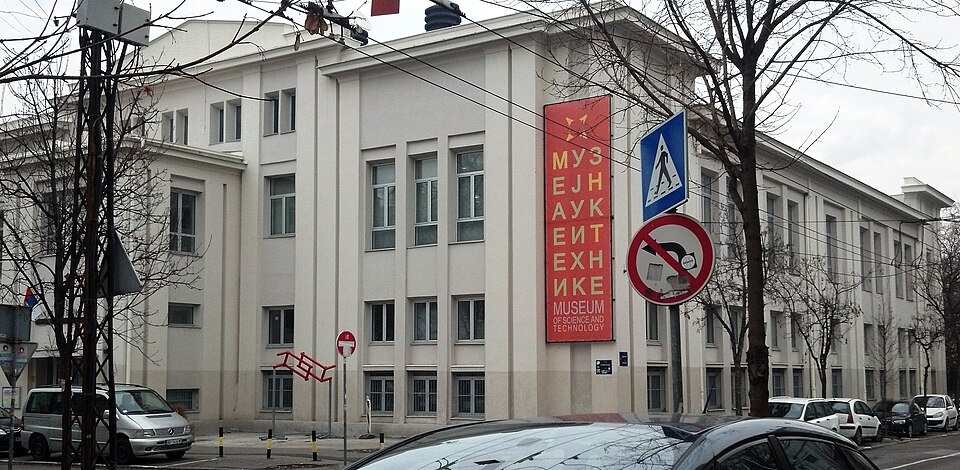 МУЗ
ЕЈН
АУК
ЕИТ
ЕХН
ИКЕ
MUSEUM
OF SCIENCE AND
TECHNOLOGY